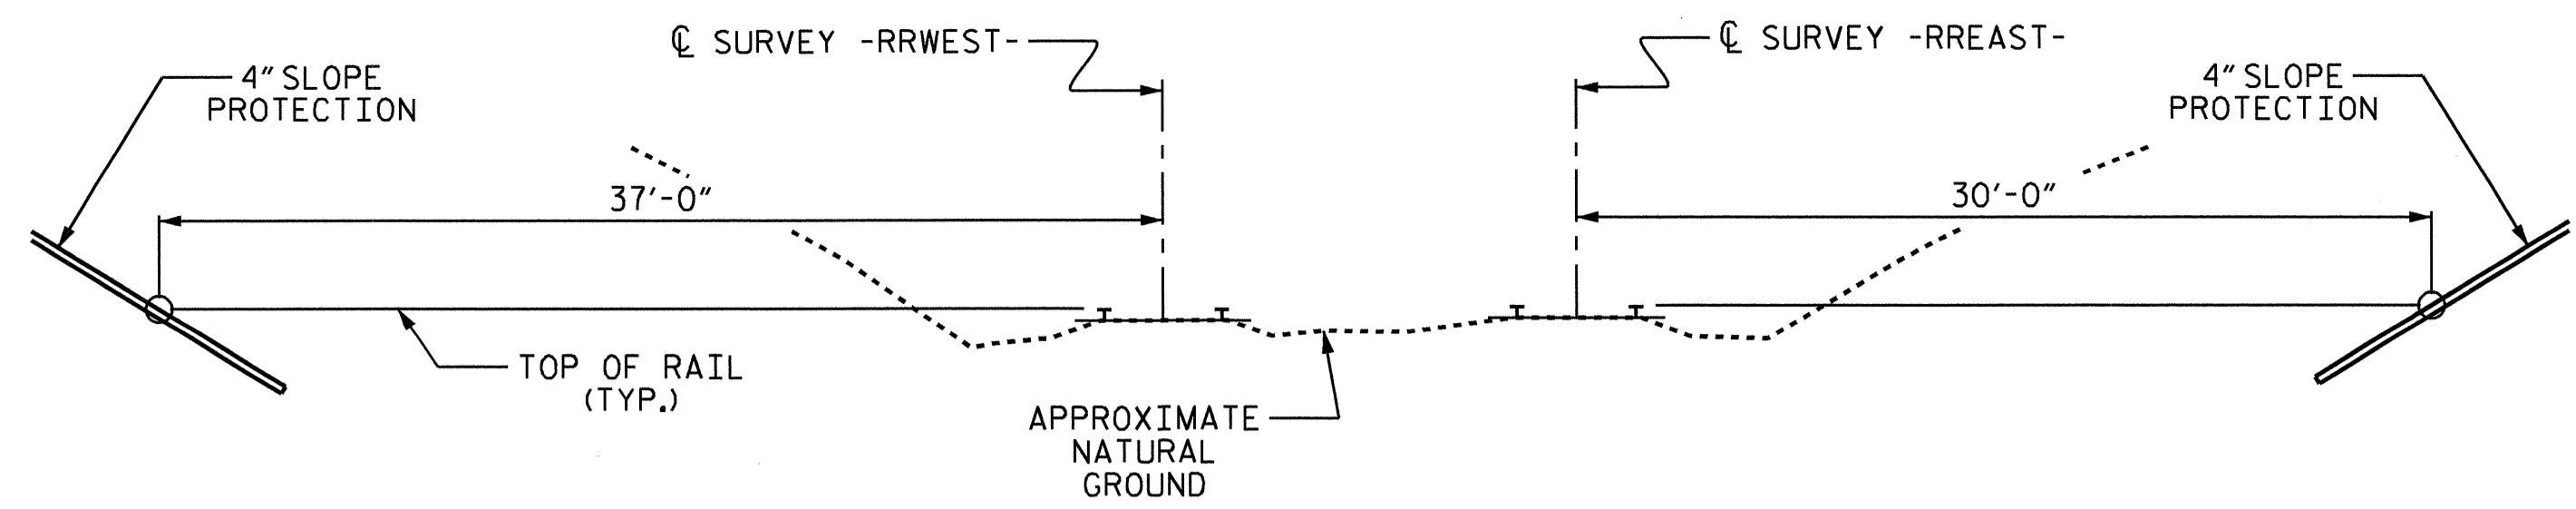 ℄ SURVEY -RRWEST-
℄ SURVEY -RREAST-
4" SLOPE
PROTECTION
4" SLOPE
PROTECTION
37'-0"
30'-0"
TOP OF RAIL
(TYP.)
APPROXIMATE
NATURAL
GROUND